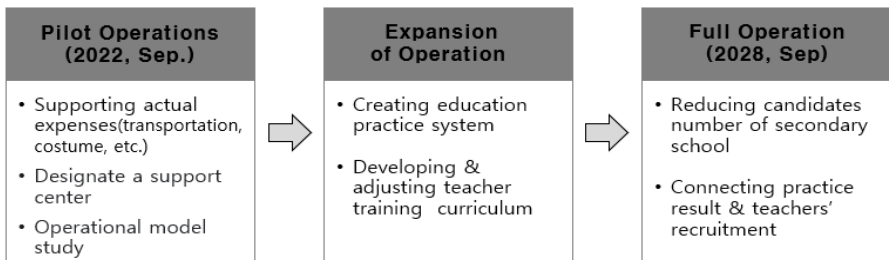 Pilot Operations
(2022, Sep.)
• Supporting actual
expenses(transportation,
costume, etc.)
• Designate a support
center
• Operational model
study
Expansion
of Operation
• Creating education
practice system
• Developing &
adjusting teacher
training curriculum
Full Operation
(2028, Sep)
• Reducing candidates
number of secondary
school
• Connecting practice
result & teachers'
recruitment